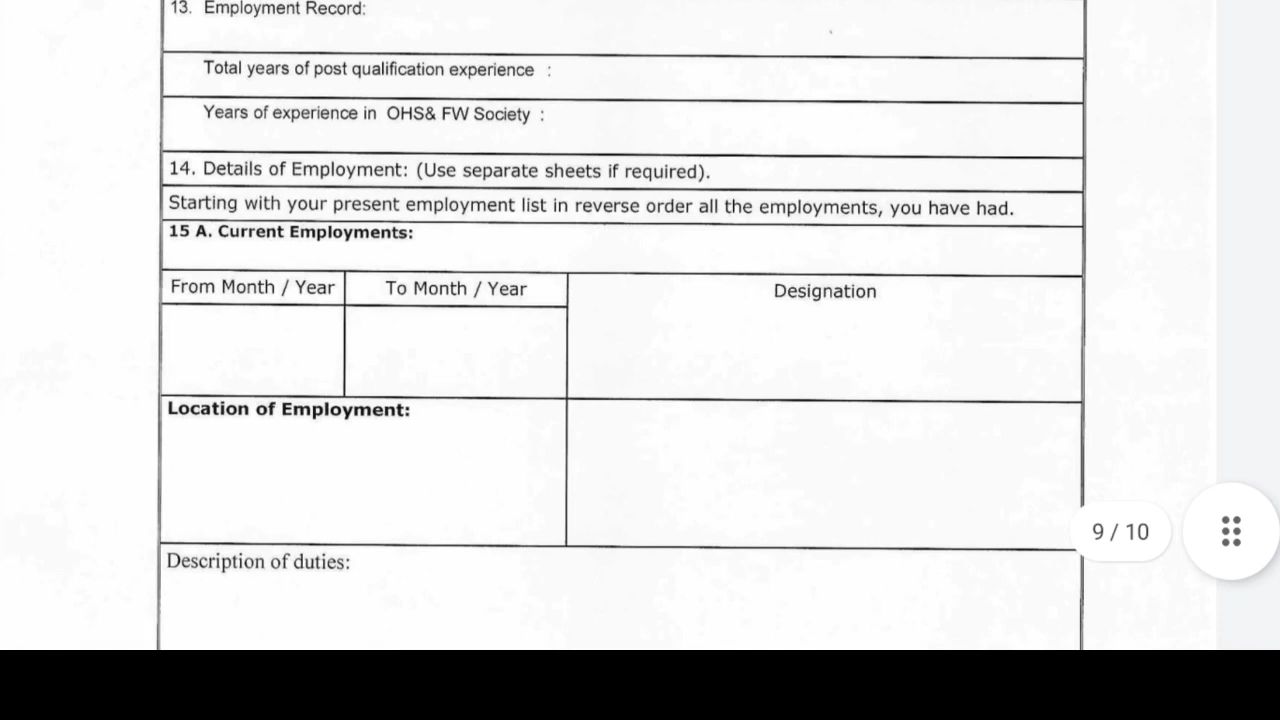 13. Employment Record:
Total years of post qualification experience :
Years of experience in OHS& FW Society :
14. Details of Employment: (Use separate sheets if required).
Starting with your present employment list in reverse order all the employments, you have had.
15 A. Current Employments:
From Month / Year To Month / Year Designation
Location of Employment:
9 / 10
Description of duties: